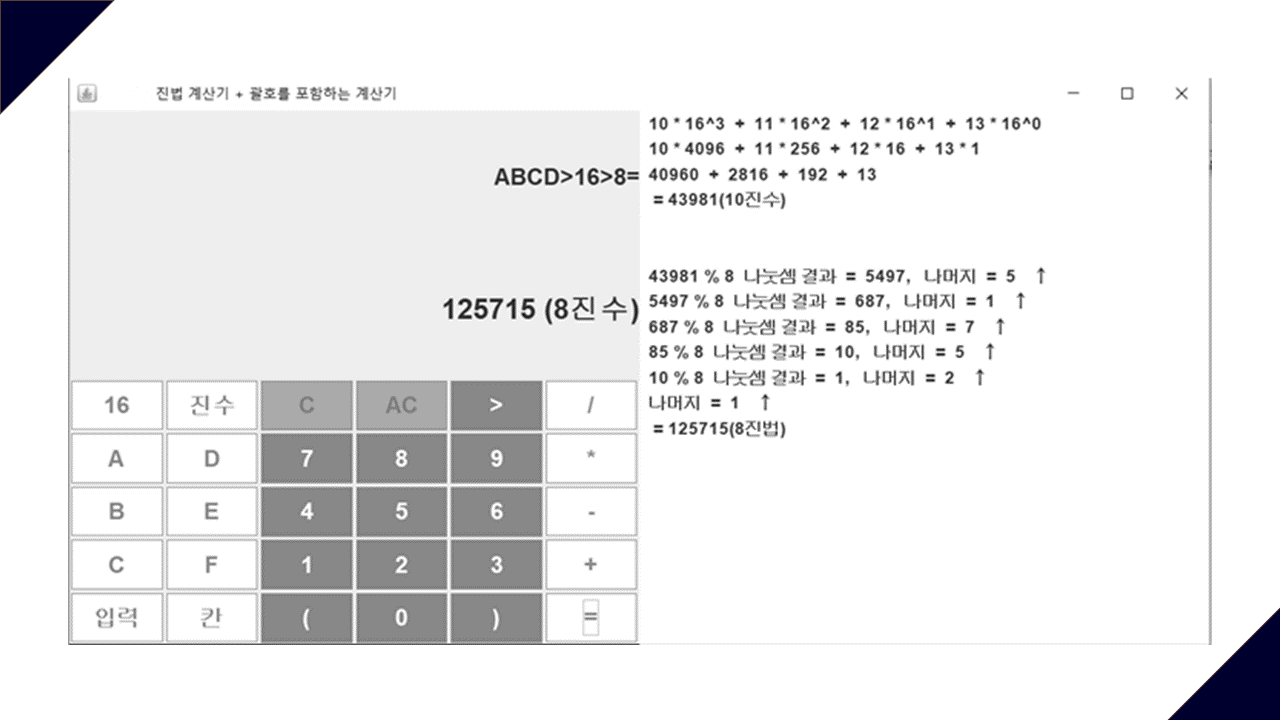 진법 계산기 + 괄호를 포함하는 계산기
ABCD>16>8=
125715 (8진수)
16 진수 C AC > /
A D 7 8 9 *
B E 4 5 6 -
C F 1 2 3 +
입력 칸 ( 0 ) =
10 * 16^3 + 11 * 16^2 + 12 * 16^1 + 13 * 16^0
10 * 4096 + 11 * 256 + 12 * 16 + 13 * 1
40960 + 2816 + 192 + 13
= 43981(10진수)
43981 % 8 나눗셈 결과 = 5497, 나머지 = 5 ↑
5497 % 8 나눗셈 결과 = 687, 나머지 = 1 ↑
687 % 8 나눗셈 결과 = 85, 나머지 = 7 ↑
85 % 8 나눗셈 결과 = 10, 나머지 = 5 ↑
10 % 8 나눗셈 결과 = 1, 나머지 = 2 ↑
나머지 = 1 ↑
= 125715(8진법)